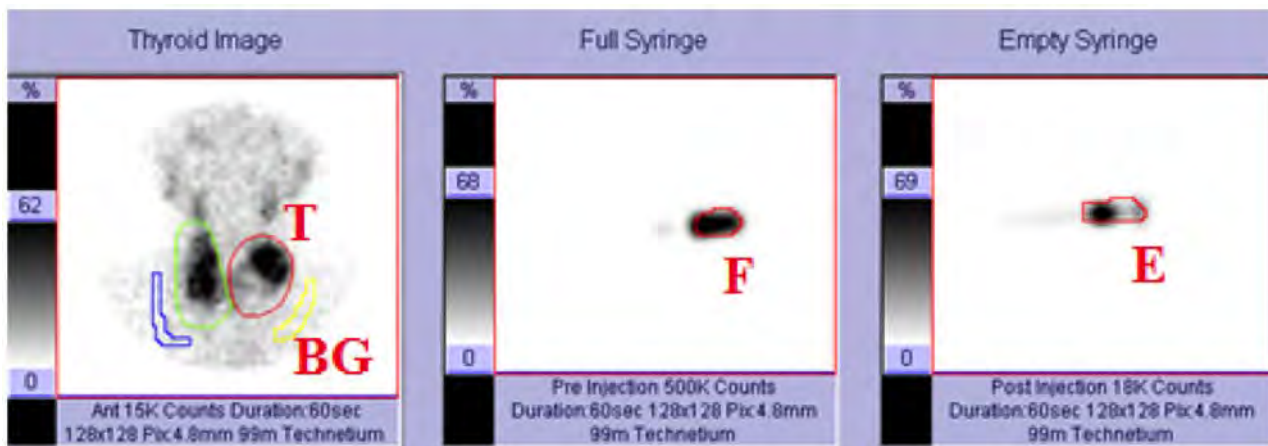 Thyroid Image
%
62
0
T
BG
Ant 15K Counts Duration:60sec
128x128 Pix:4.8mm 99m Technetium
Full Syringe
%
68
0
F
Pre Injection 500K Counts
Duration:60sec 128x128 Pix:4.8mm
99m Technetium
Empty Syringe
%
69
0
E
Post Injection 18K Counts
Duration:60sec 128x128 Pix:4.8mm
99m Technetium